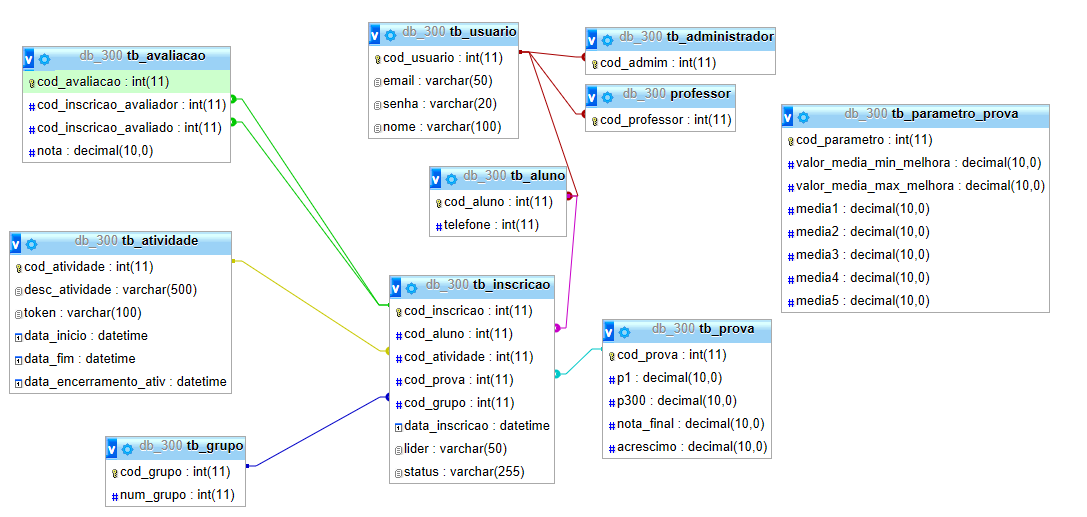 db_300 tb_avaliacao
cod_avaliacao : int(11)
cod_inscricao_avaliador : int(11)
cod_inscricao_avaliado : int(11)
nota : decimal(10,0)
db_300 tb_usuario
cod_usuario : int(11)
email : varchar(50)
senha : varchar(20)
nome : varchar(100)
db_300 tb_administrador
cod_admim : int(11)
db_300 professor
cod_professor : int(11)
db_300 tb_parametro_prova
cod_parametro : int(11)
valor_media_min_melhora : decimal(10,0)
valor_media_max_melhora : decimal(10,0)
media1 : decimal(10,0)
media2 : decimal(10,0)
media3 : decimal(10,0)
media4 : decimal(10,0)
media5 : decimal(10,0)
db_300 tb_aluno
cod_aluno : int(11)
telefone : int(11)
db_300 tb_atividade
cod_atividade : int(11)
desc_atividade : varchar(500)
token : varchar(100)
data_inicio : datetime
data_fim : datetime
data_encerramento_ativ : datetime
db_300 tb_inscricao
cod_inscricao : int(11)
cod_aluno : int(11)
cod_atividade : int(11)
cod_prova : int(11)
cod_grupo : int(11)
data_inscricao : datetime
lider : varchar(50)
status : varchar(255)
db_300 tb_prova
cod_prova : int(11)
p1 : decimal(10,0)
p300 : decimal(10,0)
nota_final : decimal(10,0)
acrescimo : decimal(10,0)
db_300 tb_grupo
cod_grupo : int(11)
num_grupo : int(11)